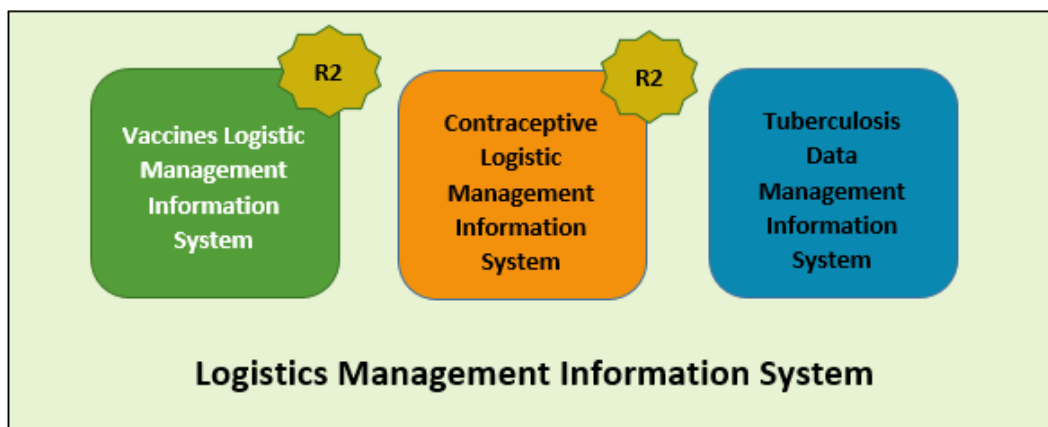 R2
Vaccines Logistic
Management
Information
System
R2
Contraceptive
Logistic
Management
Information
System
Tuberculosis
Data
Management
Information
System
Logistics Management Information System